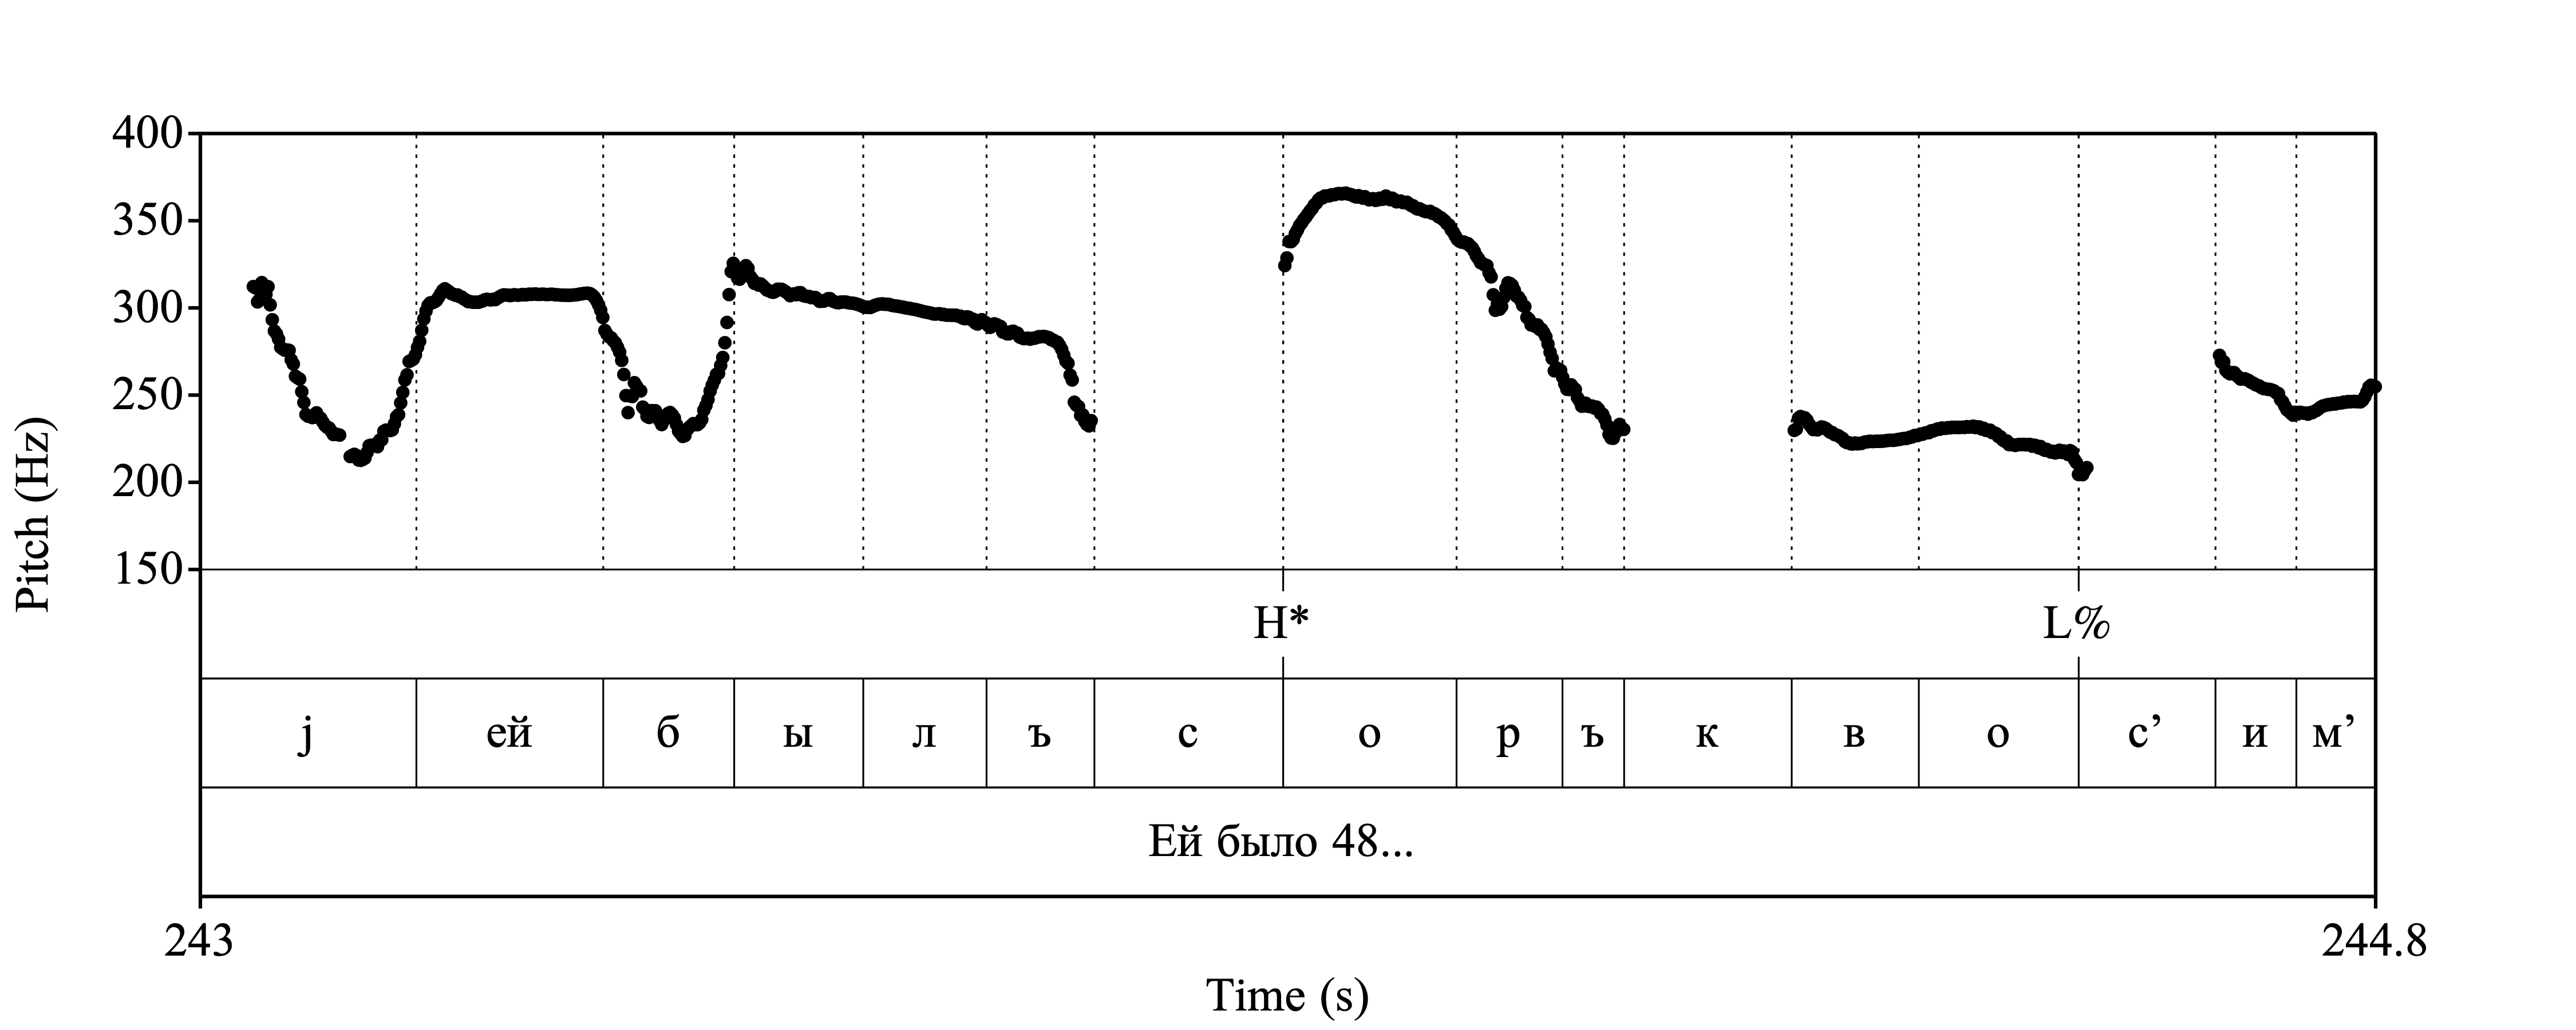 400
350
300
250
200
150
Pitch (Hz)
H* L%
j ей б ы л ъ с о р ъ к в о с’ и м’
Ей было 48...
243 244.8
Time (s)